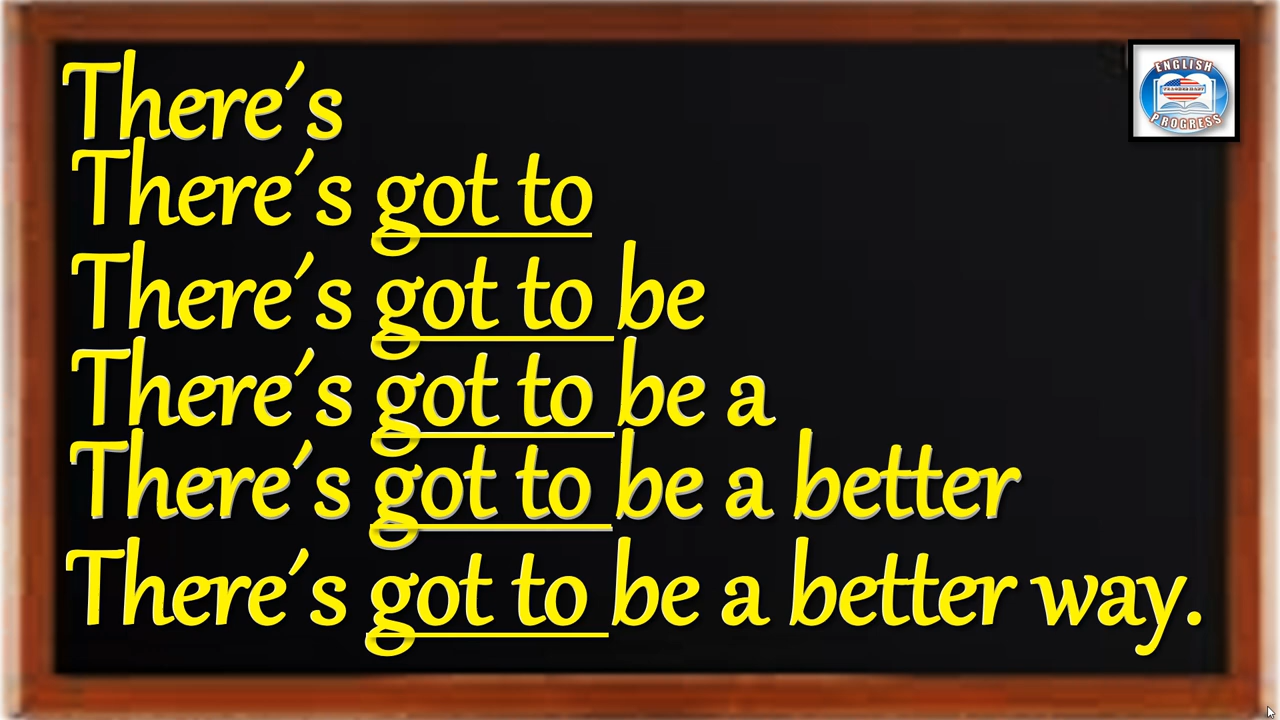 There's
There's got to
There's got to be
There's got to be a
There's got to be a better
There's got to be a better way.
ENGLISH
PROGRESS